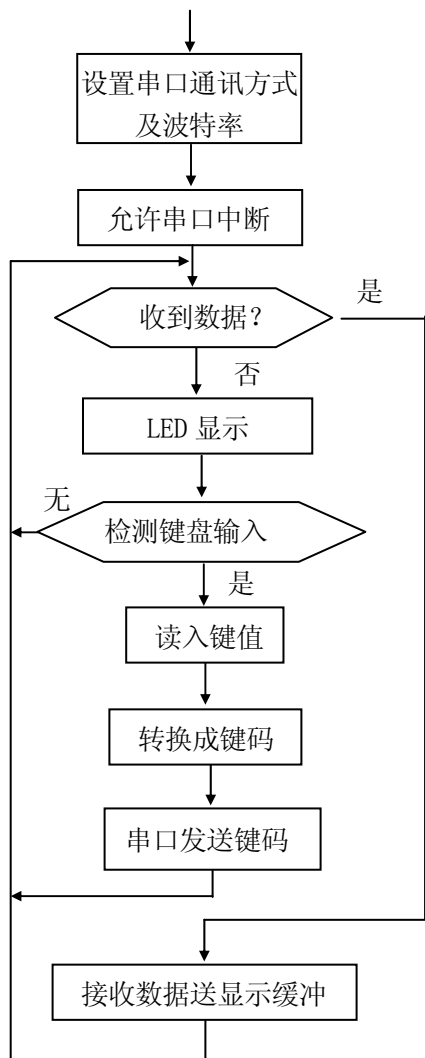 设置串口通讯方式
及波特率
允许串口中断
收到数据？
是
否
LED 显示
无
检测键盘输入
是
读入键值
转换成键码
串口发送键码
接收数据送显示缓冲